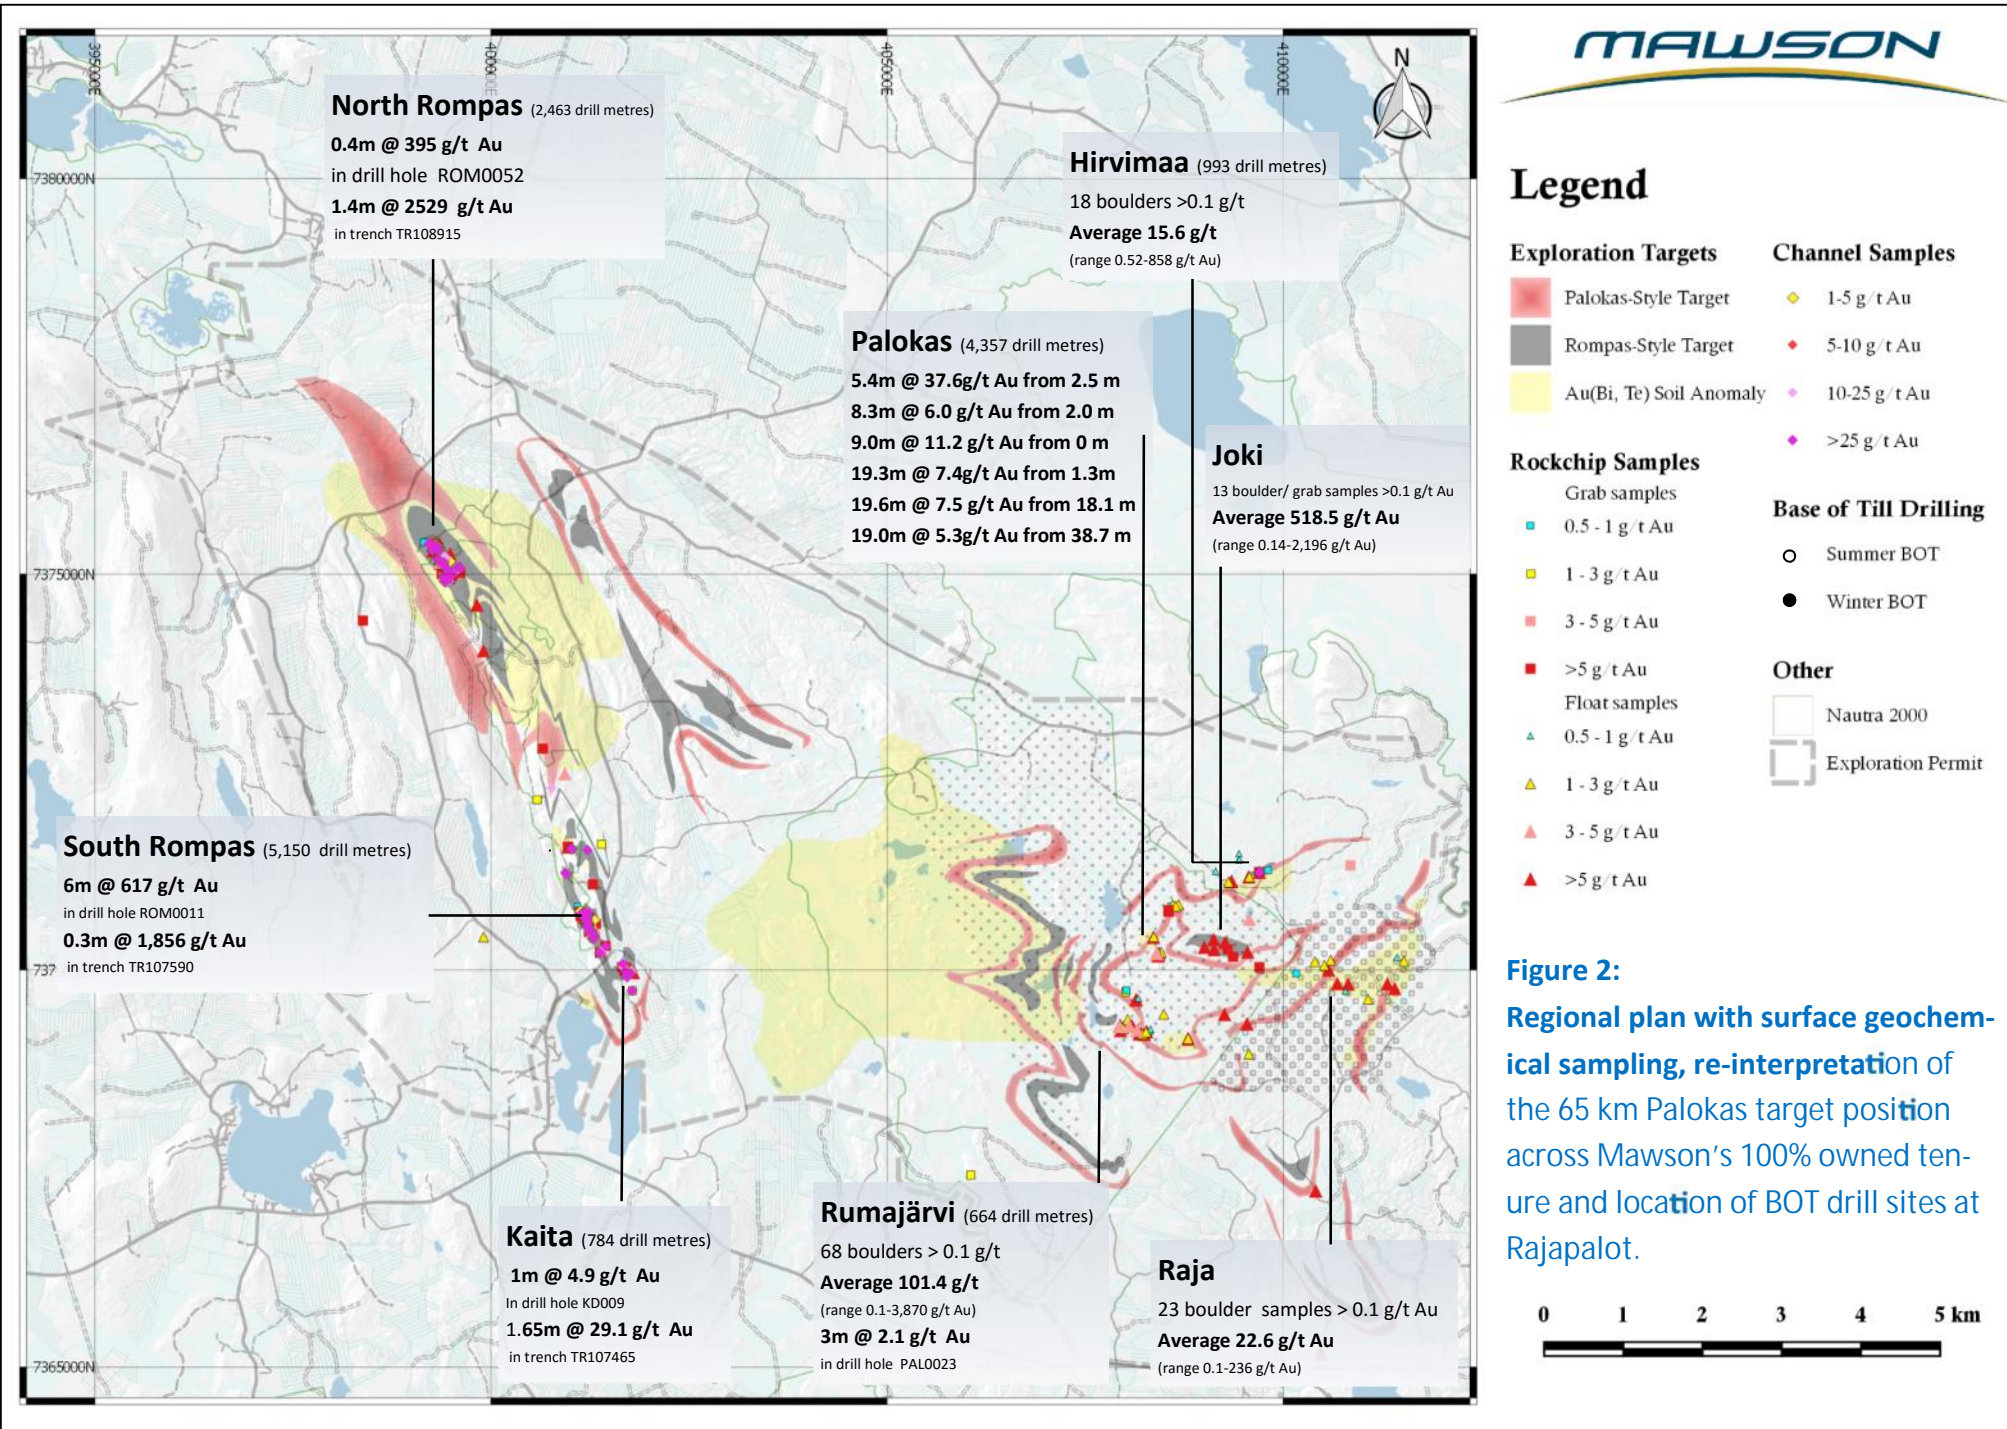 395000E
400000E
405000E
410000E
N
7380000N
7375000N
737
7365000N
North Rompas (2,463 drill metres)
0.4m @ 395 g/t Au
in drill hole ROM0052
1.4m @ 2529 g/t Au
in trench TR108915
Hirvimaa (993 drill metres)
18 boulders >0.1 g/t
Average 15.6 g/t
(range 0.52-858 g/t Au)
Palokas (4,357 drill metres)
5.4m @ 37.6g/t Au from 2.5 m
8.3m @ 6.0 g/t Au from 2.0 m
9.0m @ 11.2 g/t Au from 0 m
19.3m @ 7.4g/t Au from 1.3m
19.6m @ 7.5 g/t Au from 18.1 m
19.0m @ 5.3g/t Au from 38.7 m
Joki
13 boulder/ grab samples >0.1 g/t Au
Average 518.5 g/t Au
(range 0.14-2,196 g/t Au)
South Rompas (5,150 drill metres)
6m @ 617 g/t Au
in drill hole ROM0011
0.3m @ 1,856 g/t Au
in trench TR107590
Kaita (784 drill metres)
1m @ 4.9 g/t Au
In drill hole KD009
1.65m @ 29.1 g/t Au
in trench TR107465
Rumajärvi (664 drill metres)
68 boulders > 0.1 g/t
Average 101.4 g/t
(range 0.1-3,870 g/t Au)
3m @ 2.1 g/t Au
in drill hole PAL0023
Raja
23 boulder samples > 0.1 g/t Au
Average 22.6 g/t Au
(range 0.1-236 g/t Au)
MAWSON
Legend
Exploration Targets
Palokas-Style Target
Rompas-Style Target
Au(Bi, Te) Soil Anomaly
Rockchip Samples
Grab samples
0.5 - 1 g/t Au
1 - 3 g/t Au
3 - 5 g/t Au
>5 g/t Au
Float samples
0.5 - 1 g/t Au
1 - 3 g/t Au
3 - 5 g/t Au
>5 g/t Au
Channel Samples
1-5 g/t Au
5-10 g/t Au
10-25 g/t Au
>25 g/t Au
Base of Till Drilling
Summer BOT
Winter BOT
Other
Nautra 2000
Exploration Permit
Figure 2:
Regional plan with surface geochem-
ical sampling, re-interpretation of
the 65 km Palokas target position
across Mawson's 100% owned ten-
ure and location of BOT drill sites at
Rajapalot.
0 1 2 3 4 5 km